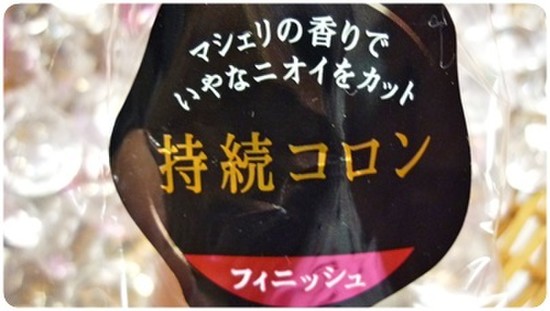 マシェリの香りで
いやなニオイをカット
持続コロン
フィニッシュ